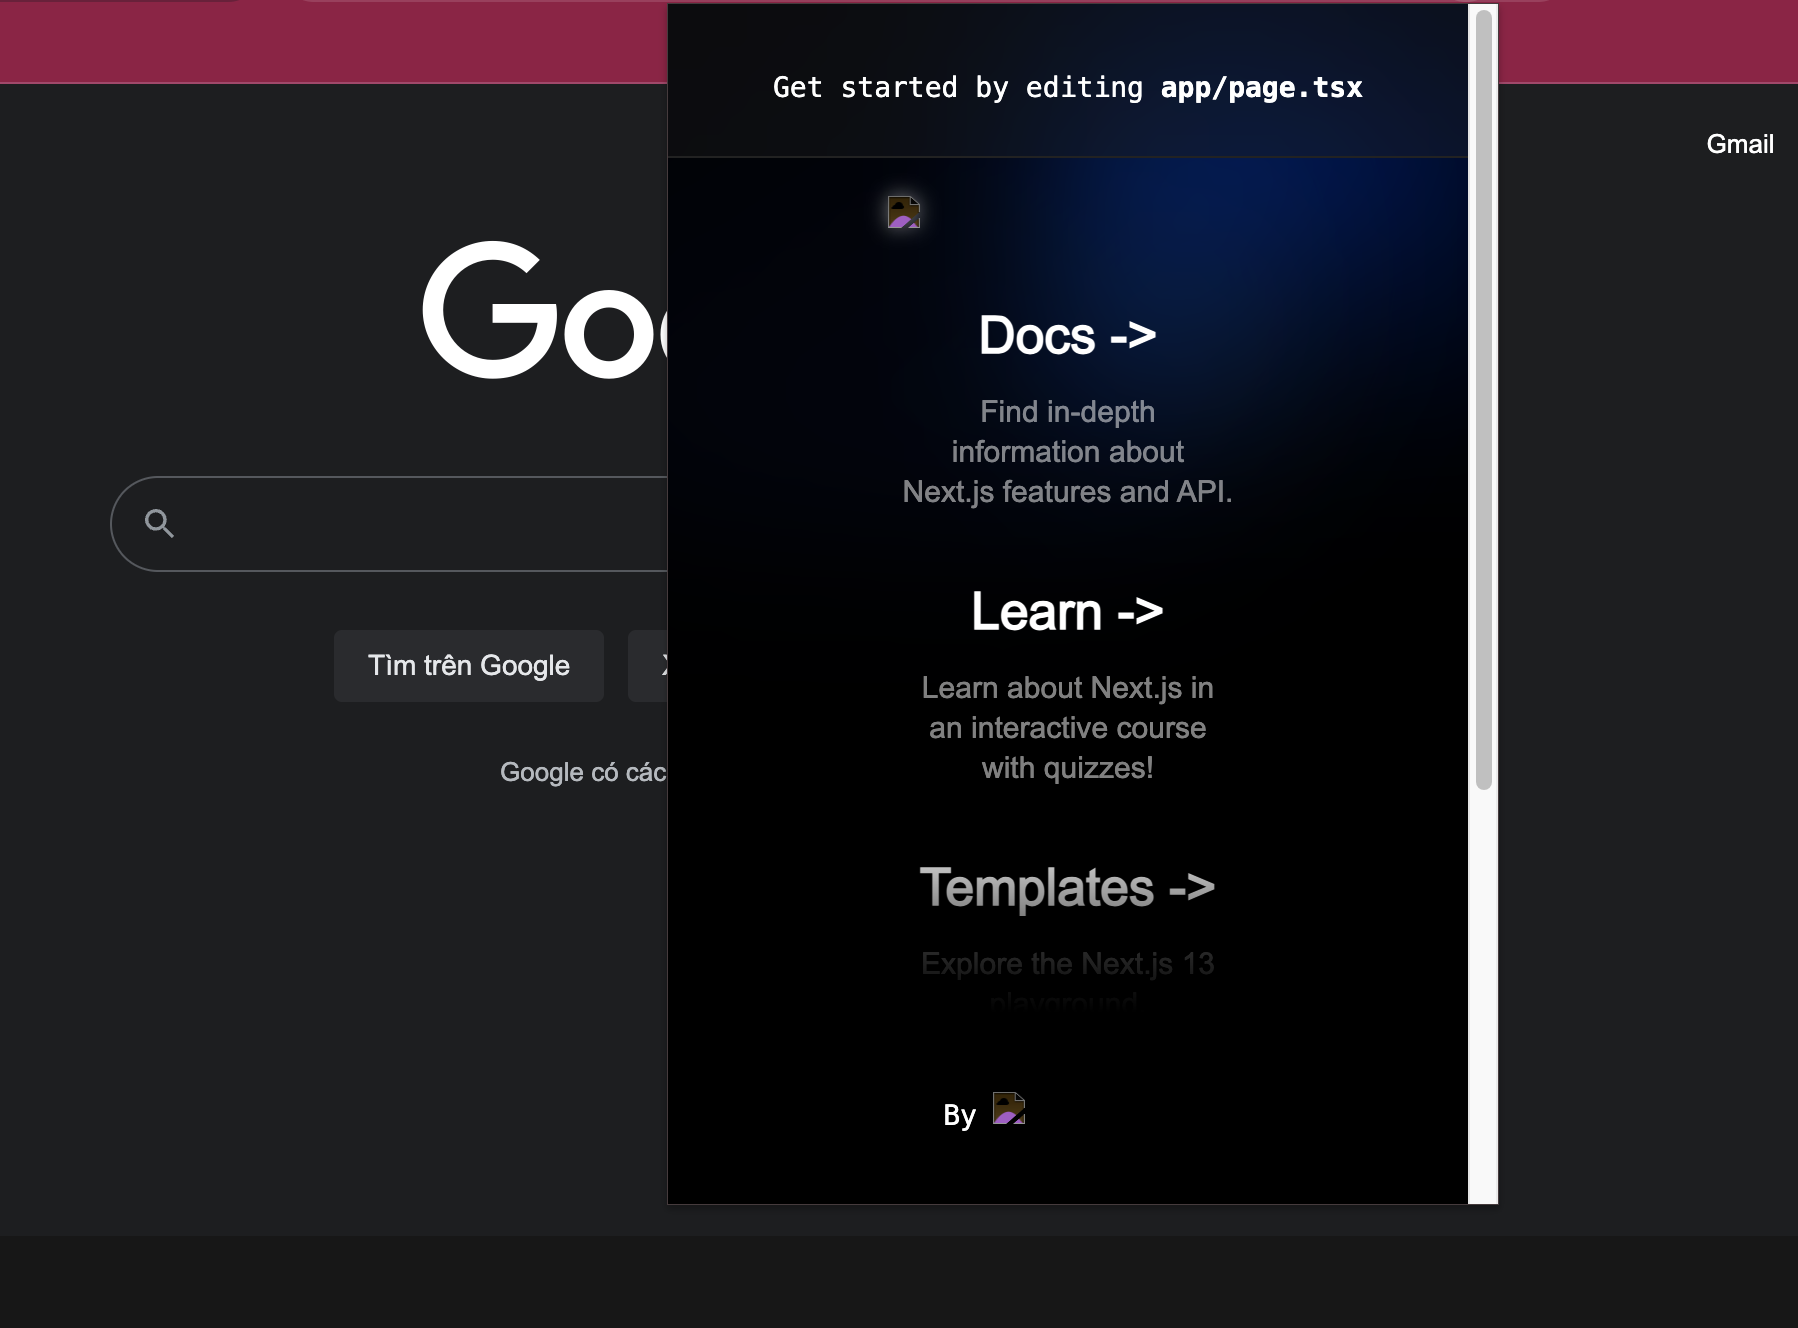 Get started by editing app/page.tsx
Gmail
Docs ->
Find in-depth
information about
Next.js features and API.
Learn ->
Tìm trên Google
Learn about Next.js in
an interactive course
with quizzes!
Google có các
Templates ->
Explore the Next.js 13
playground.
By